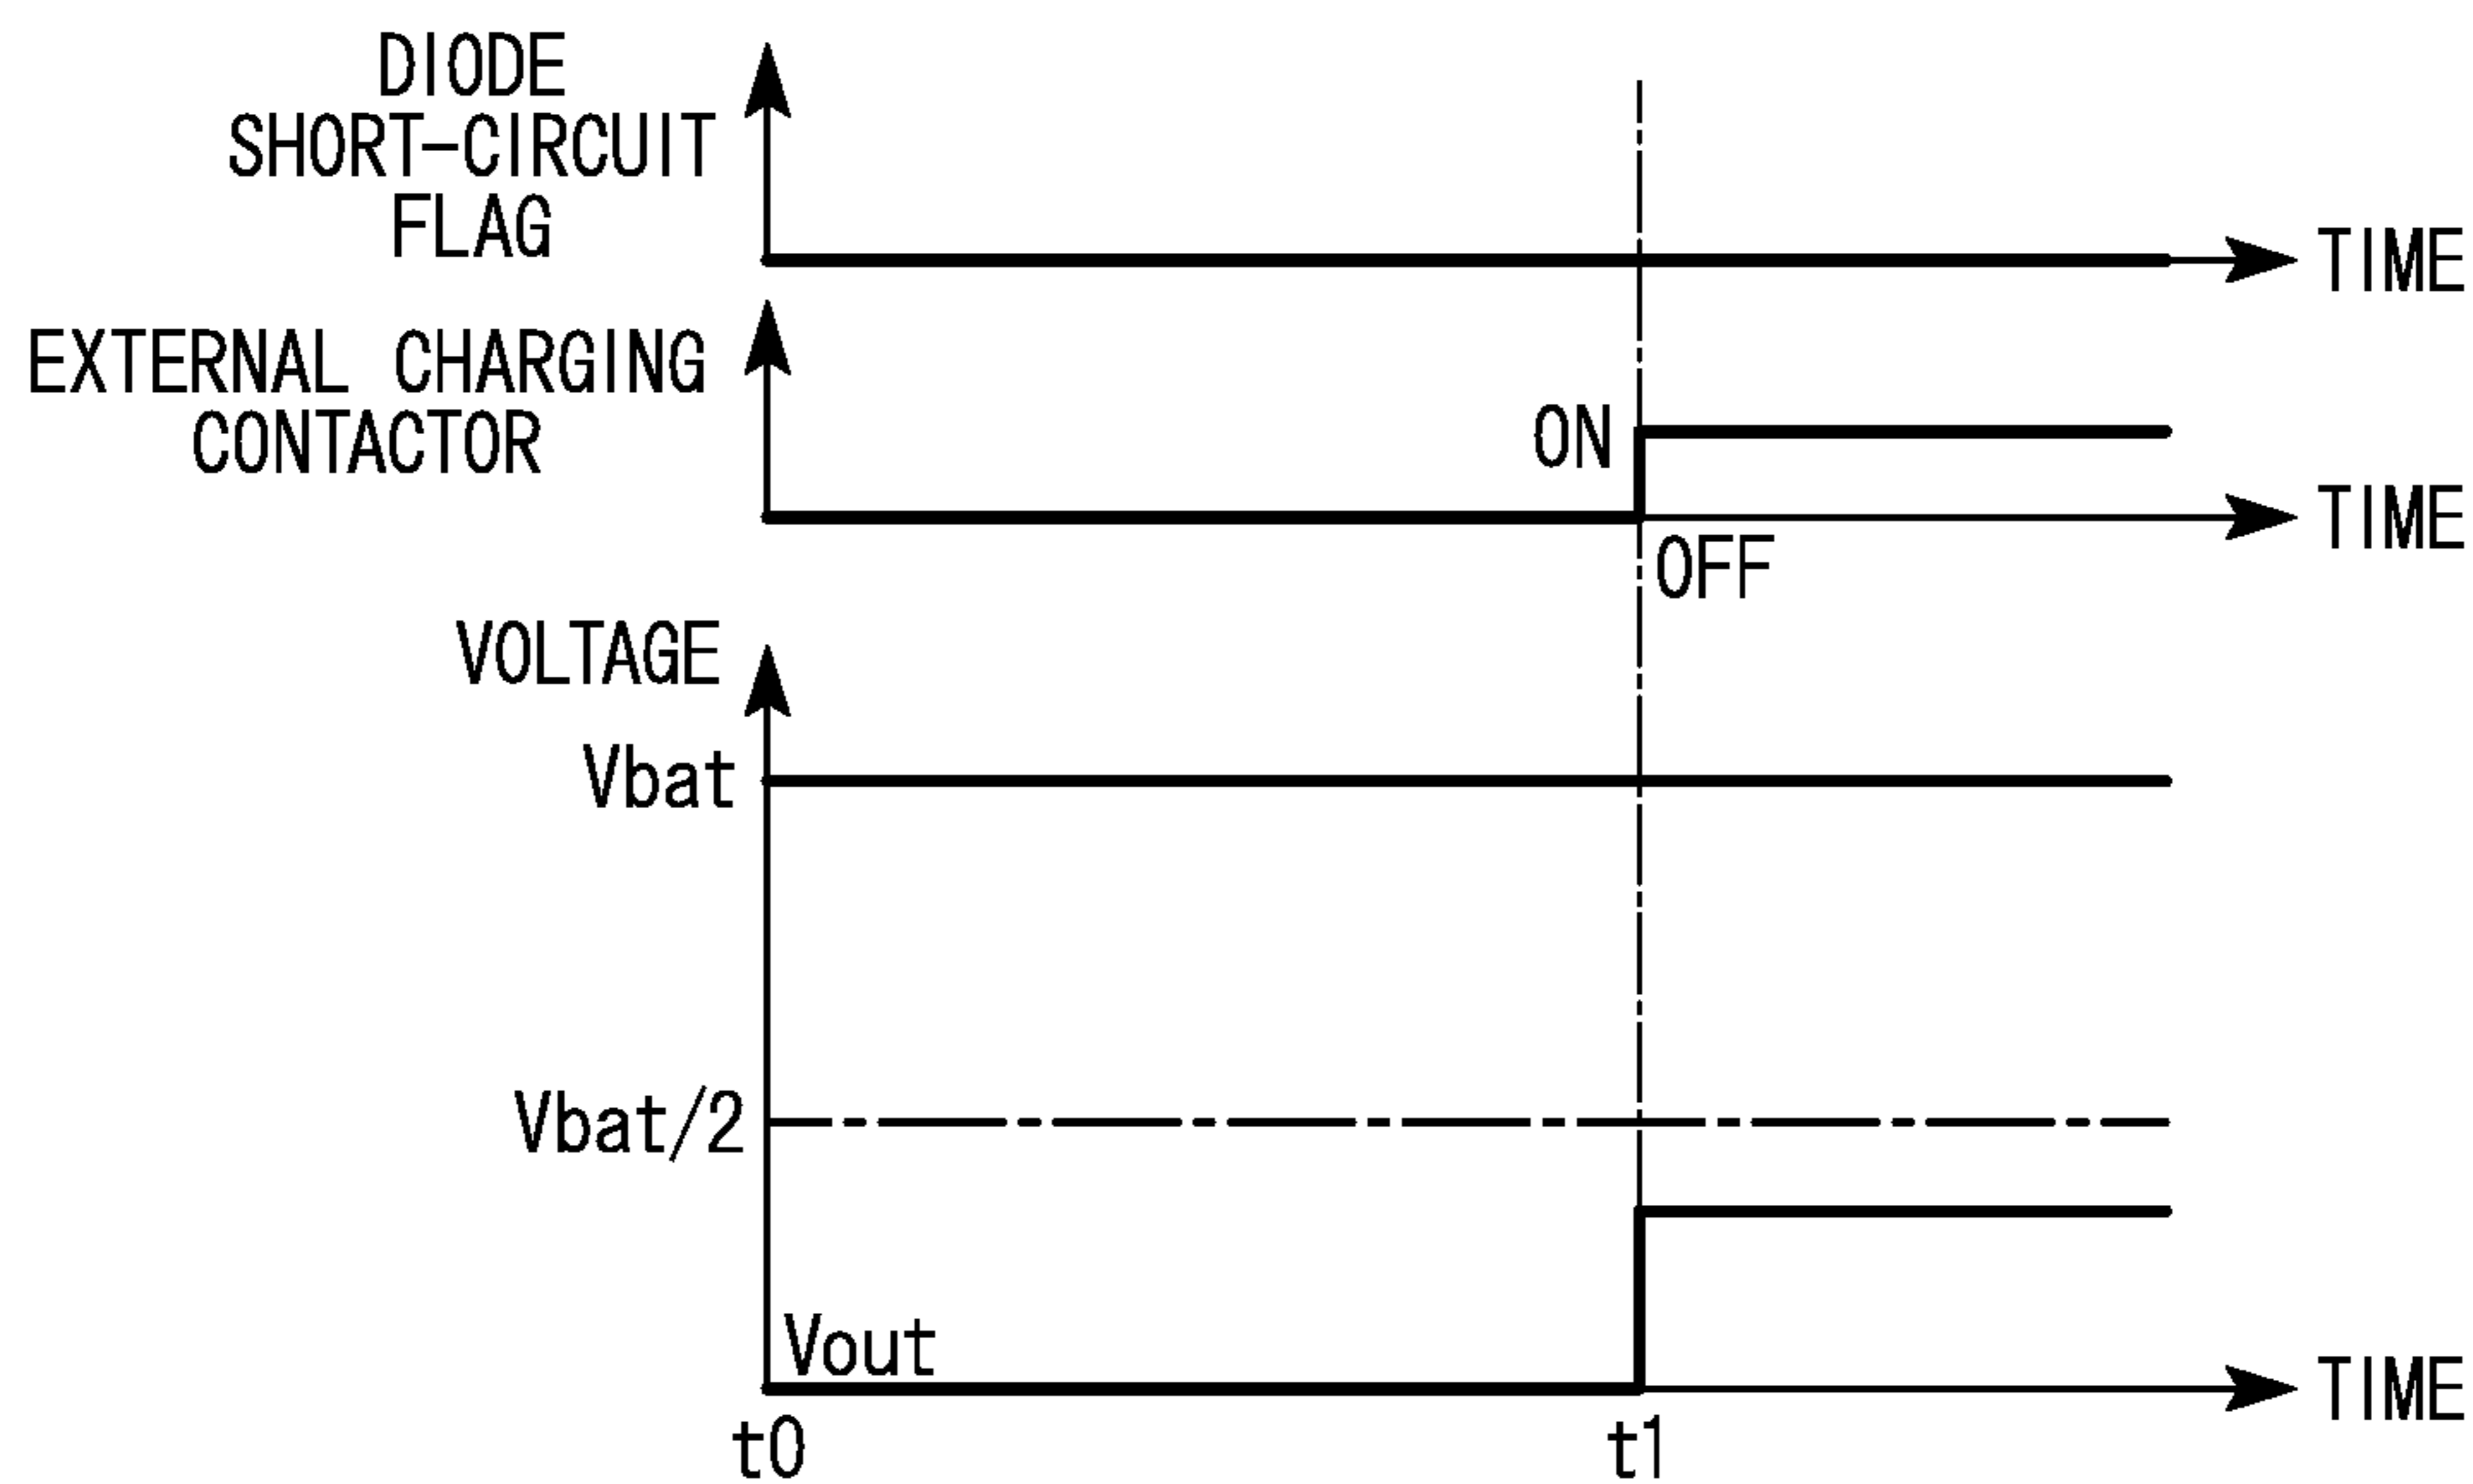 DIODE
SHORT-CIRCUIT
FLAG
TIME
EXTERNAL CHARGING
CONTACTOR
ON
TIME
OFF
VOLTAGE
Vbat
Vbat/2
Vout
TIME
t0
t1